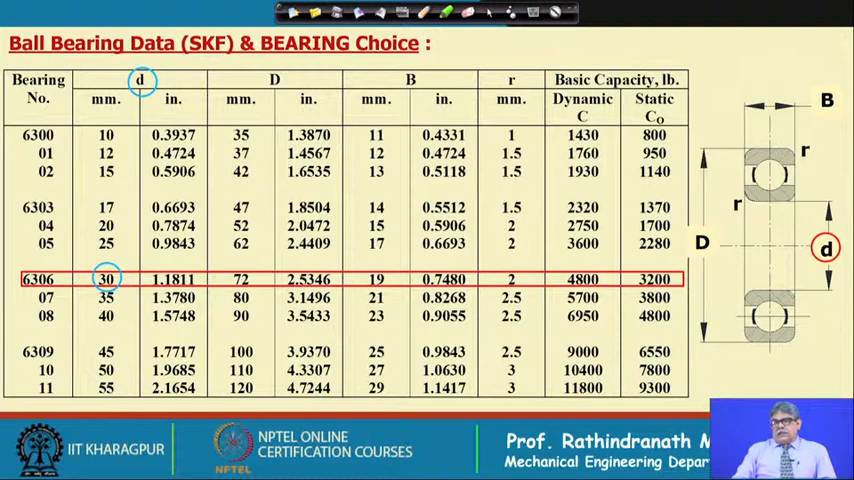 Ball Bearing Data (SKF) & BEARING Choice :
Bearing No. d D B r Basic Capacity, lb.
mm. in. mm. in. mm. in. mm. Dynamic C Static Co
6300 10 0.3937 35 1.3870 11 0.4331 1 1430 800
01 12 0.4724 37 1.4567 12 0.4724 1.5 1760 950
02 15 0.5906 42 1.6535 13 0.5118 1.5 1930 1140
6303 17 0.6693 47 1.8504 14 0.5512 1.5 2320 1370
04 20 0.7874 52 2.0472 15 0.5906 2 2750 1700
05 25 0.9843 62 2.4409 17 0.6693 2 3600 2280
6306 30 1.1811 72 2.5346 19 0.7480 2 4800 3200
07 35 1.3780 80 3.1496 21 0.8268 2.5 5700 3800
08 40 1.5748 90 3.5433 23 0.9055 2.5 6950 4800
6309 45 1.7717 100 3.9370 25 0.9843 2.5 9000 6550
10 50 1.9685 110 4.3307 27 1.0630 3 10400 7800
11 55 2.1654 120 4.7244 29 1.1417 3 11800 9300
B
r
r
D
d
IIT KHARAGPUR
NPTEL
NPTEL ONLINE
CERTIFICATION COURSES
Prof. Rathindranath M
Mechanical Engineering Depar